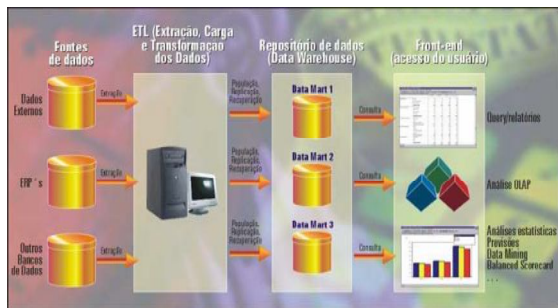 Fontes
de dados
ETL (Extração, Carga
e Transformação
dos Dados)
Repositório de dados
(Data Warehouse)
Front-end
(acesso do usuário)
Dados
Externos
Extração
População,
Replicação,
Recuperação
Data Mart 1
Consulta
Query/relatórios
ERP´s
Extração
População,
Replicação,
Recuperação
Data Mart 2
Consulta
Análise OLAP
Outros
Bancos
de Dados
Extração
População,
Replicação,
Recuperação
Data Mart 3
Consulta
Análises estatísticas
Previsões
Data Mining
Balanced Scorecard
...